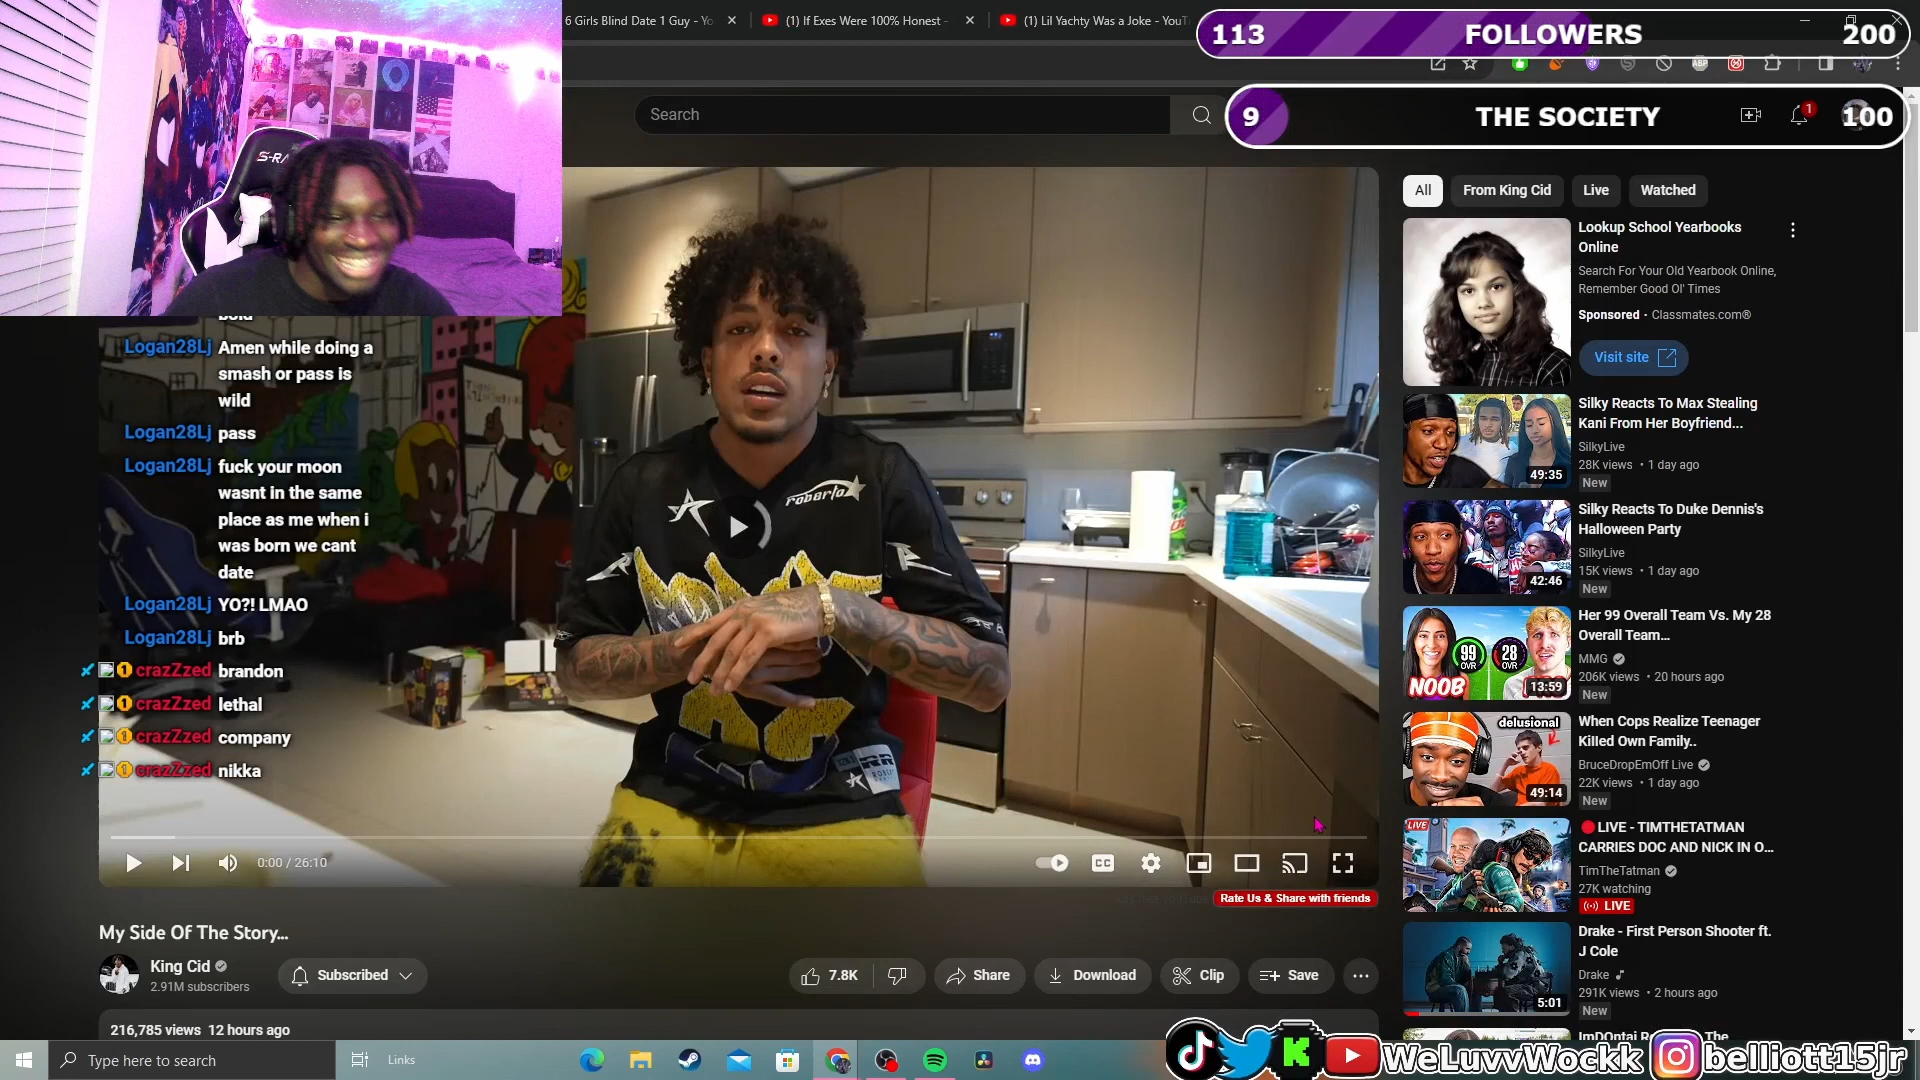 6 Girls Blind Date 1 Guy - Yo
(1) If Exes Were 100% Honest -
(1) Lil Yachty Was a Joke - YouT
113 FOLLOWERS 200
ABP
Search
9 THE SOCIETY 100
1
S-RA
All
From King Cid
Live
Watched
Logan28Lj Amen while doing a
smash or pass is
wild
Logan28Lj pass
Logan28Lj fuck your moon
wasnt in the same
place as me when i
was born we cant
date
Logan28Lj YO?! LMAO
Logan28Lj brb
1 crazZzed brandon
1 crazZzed lethal
1 crazZzed company
1 crazZzed nikka
roberto
Lookup School Yearbooks
Online
Search For Your Old Yearbook Online,
Remember Good Ol' Times
Sponsored · Classmates.com®
Visit site
49:35
Silky Reacts To Max Stealing
Kani From Her Boyfriend...
SilkyLive
28K views • 1 day ago
New
42:46
Silky Reacts To Duke Dennis's
Halloween Party
SilkyLive
15K views • 1 day ago
New
99
OVR
28
OVR
NOOB
13:59
Her 99 Overall Team Vs. My 28
Overall Team...
MMG
206K views • 20 hours ago
New
delusional
49:14
When Cops Realize Teenager
Killed Own Family..
BruceDropEmOff Live
22K views • 1 day ago
New
LIVE
LIVE - TIMTHETATMAN
CARRIES DOC AND NICK IN O...
TimTheTatman
27K watching
LIVE
5:01
Drake - First Person Shooter ft.
J Cole
Drake
291K views • 2 hours ago
New
0:00 / 26:10
CC
Rate Us & Share with friends
My Side Of The Story...
King Cid
2.91M subscribers
Subscribed
7.8K
Share
Download
Clip
Save
216,785 views 12 hours ago
Type here to search
Links
K
WeLuvvWockk
belliott15jr